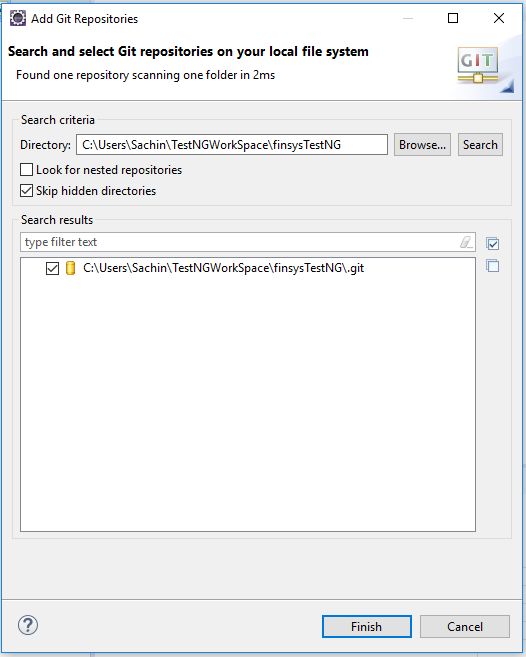 Add Git Repositories
Search and select Git repositories on your local file system
Found one repository scanning one folder in 2ms
GIT
Search criteria
Directory: C:\Users\Sachin\TestNGWorkSpace\finsysTestNG Browse... Search
Look for nested repositories
Skip hidden directories
Search results
type filter text
C:\Users\Sachin\TestNGWorkSpace\finsysTestNG\.git
? Finish Cancel